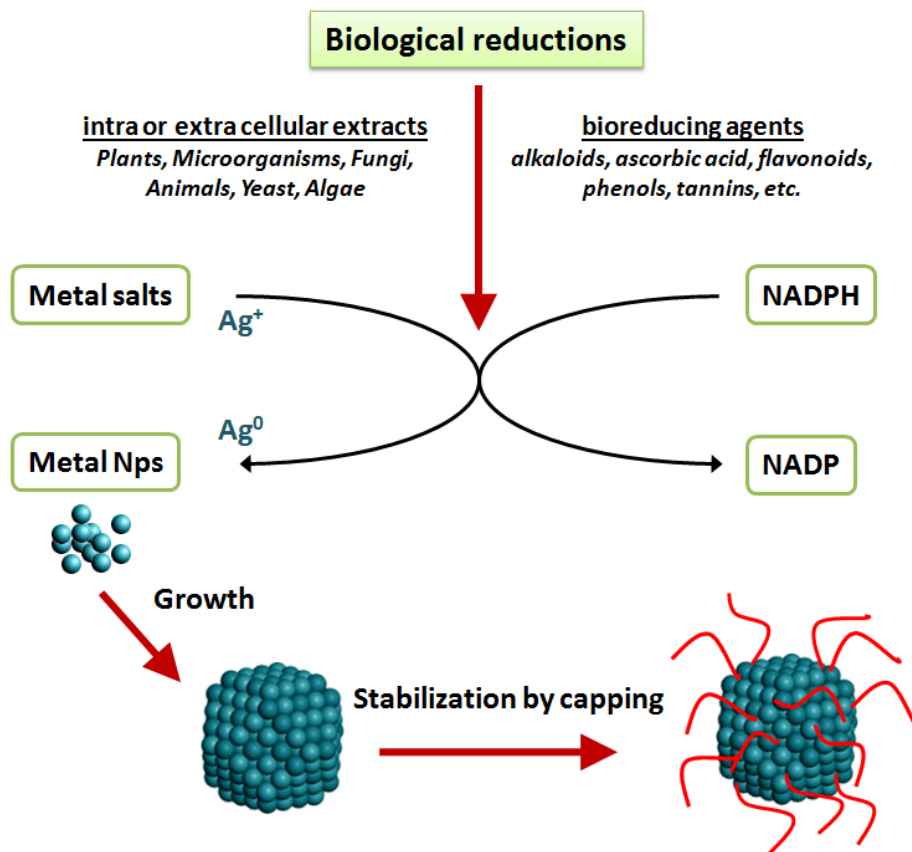 Biological reductions
intra or extra cellular extracts
Plants, Microorganisms, Fungi,
Animals, Yeast, Algae
bioreducing agents
alkaloids, ascorbic acid, flavonoids,
phenols, tannins, etc.
Metal salts
Ag⁺
NADPH
Ag⁰
Metal Nps
NADP
Growth
Stabilization by capping